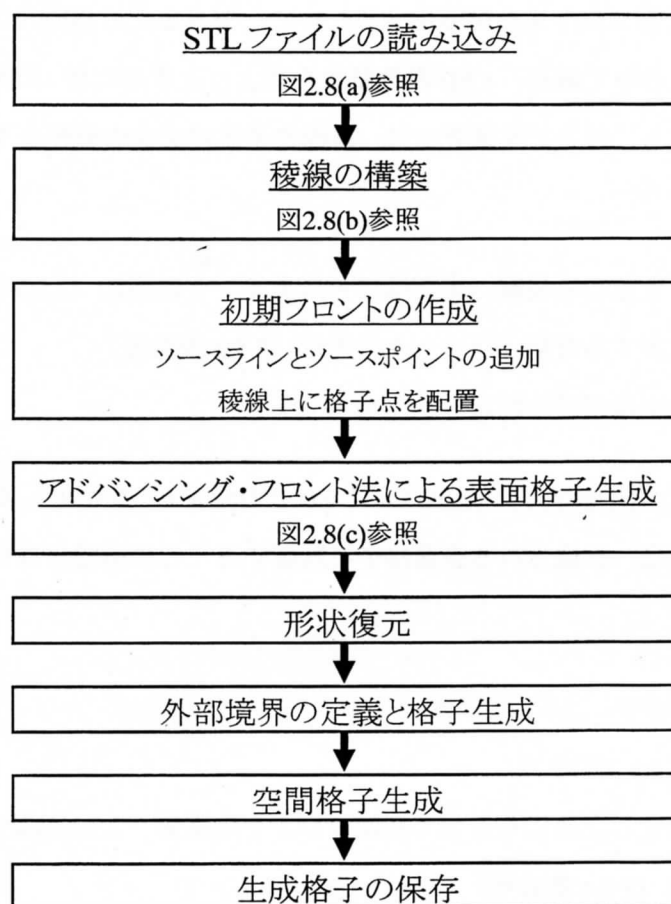 STLファイルの読み込み
図2.8(a)参照
稜線の構築
図2.8(b)参照
初期フロントの作成
ソースラインとソースポイントの追加
稜線上に格子点を配置
アドバンシング・フロント法による表面格子生成
図2.8(c)参照
形状復元
外部境界の定義と格子生成
空間格子生成
生成格子の保存